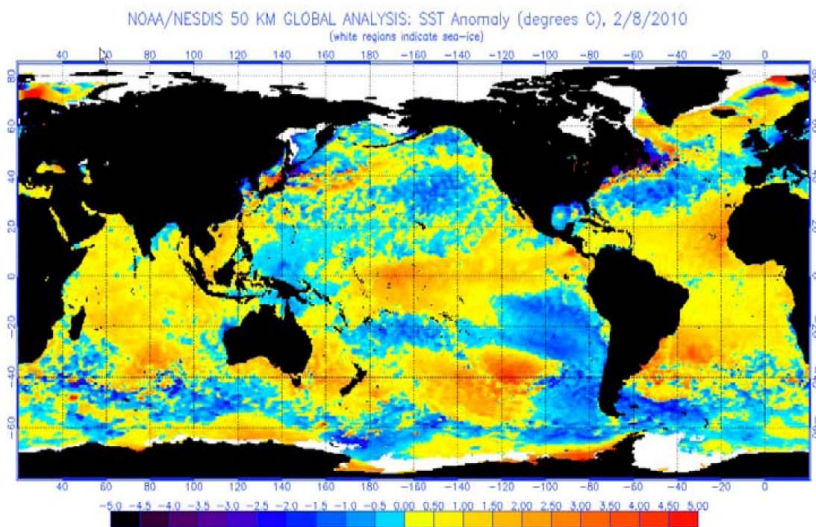 NOAA/NESDIS 50 KM GLOBAL ANALYSIS: SST Anomaly (degrees C), 2/8/2010
(white regions indicate sea-ice)
40 60 80 100 120 140 160 180 -160 -140 -120 -100 -80 -60 -40 -20 0
80
60
40
20
0
-20
-40
-60
40 60 80 100 120 140 160 180 -160 -140 -120 -100 -80 -60 -40 -20 0
-5.0 -4.5 -4.0 -3.5 -3.0 -2.5 -2.0 -1.5 -1.0 -0.5 0.00 0.50 1.00 1.50 2.00 2.50 3.00 3.50 4.00 4.50 5.00